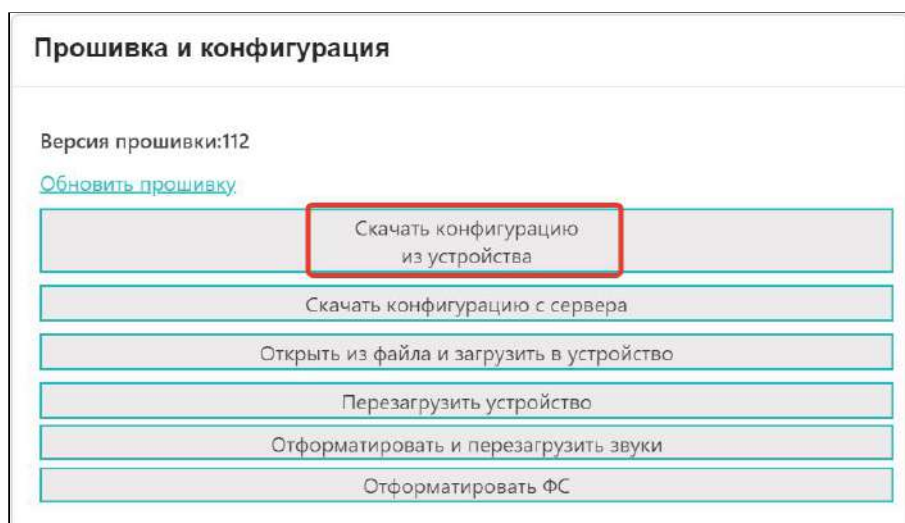 Прошивка и конфигурация
Версия прошивки:112
Обновить прошивку
Скачать конфигурацию
из устройства
Скачать конфигурацию с сервера
Открыть из файла и загрузить в устройство
Перезагрузить устройство
Отформатировать и перезагрузить звуки
Отформатировать ФС